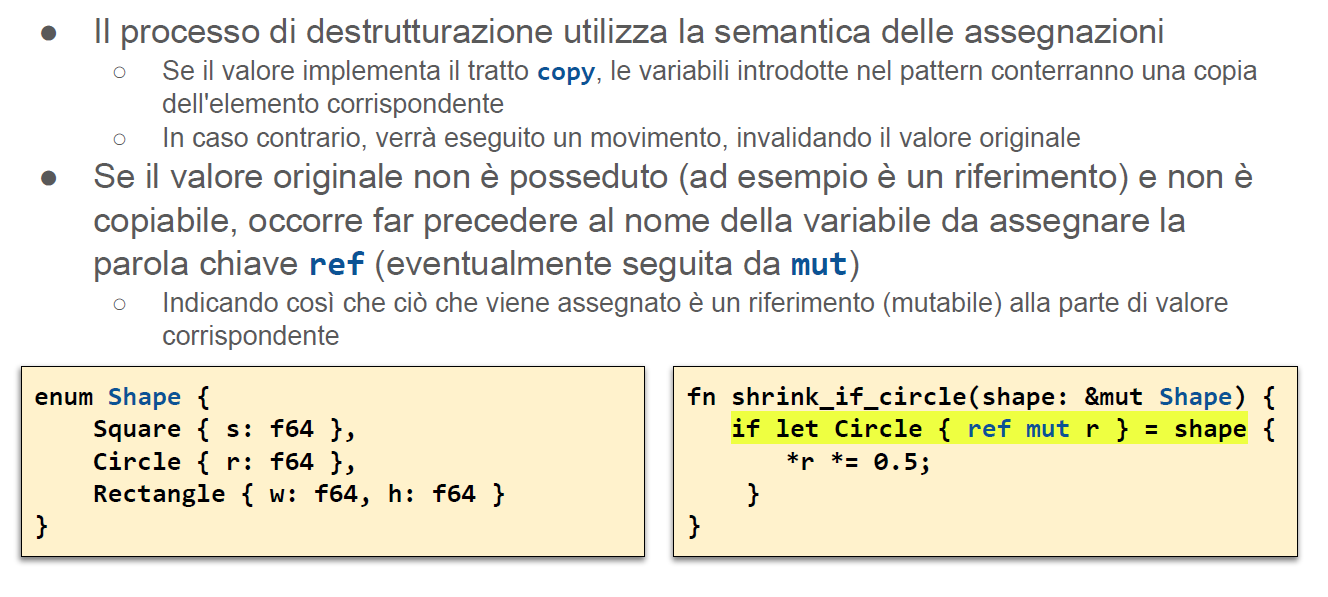 ● Il processo di destrutturazione utilizza la semantica delle assegnazioni
○ Se il valore implementa il tratto copy, le variabili introdotte nel pattern conterranno una copia
dell'elemento corrispondente
○ In caso contrario, verrà eseguito un movimento, invalidando il valore originale
● Se il valore originale non è posseduto (ad esempio è un riferimento) e non è
copiabile, occorre far precedere al nome della variabile da assegnare la
parola chiave ref (eventualmente seguita da mut)
○ Indicando così che ciò che viene assegnato è un riferimento (mutabile) alla parte di valore
corrispondente
enum Shape {
    Square { s: f64 },
    Circle { r: f64 },
    Rectangle { w: f64, h: f64 }
}
fn shrink_if_circle(shape: &mut Shape) {
   if let Circle { ref mut r } = shape {
       *r *= 0.5;
    }
}